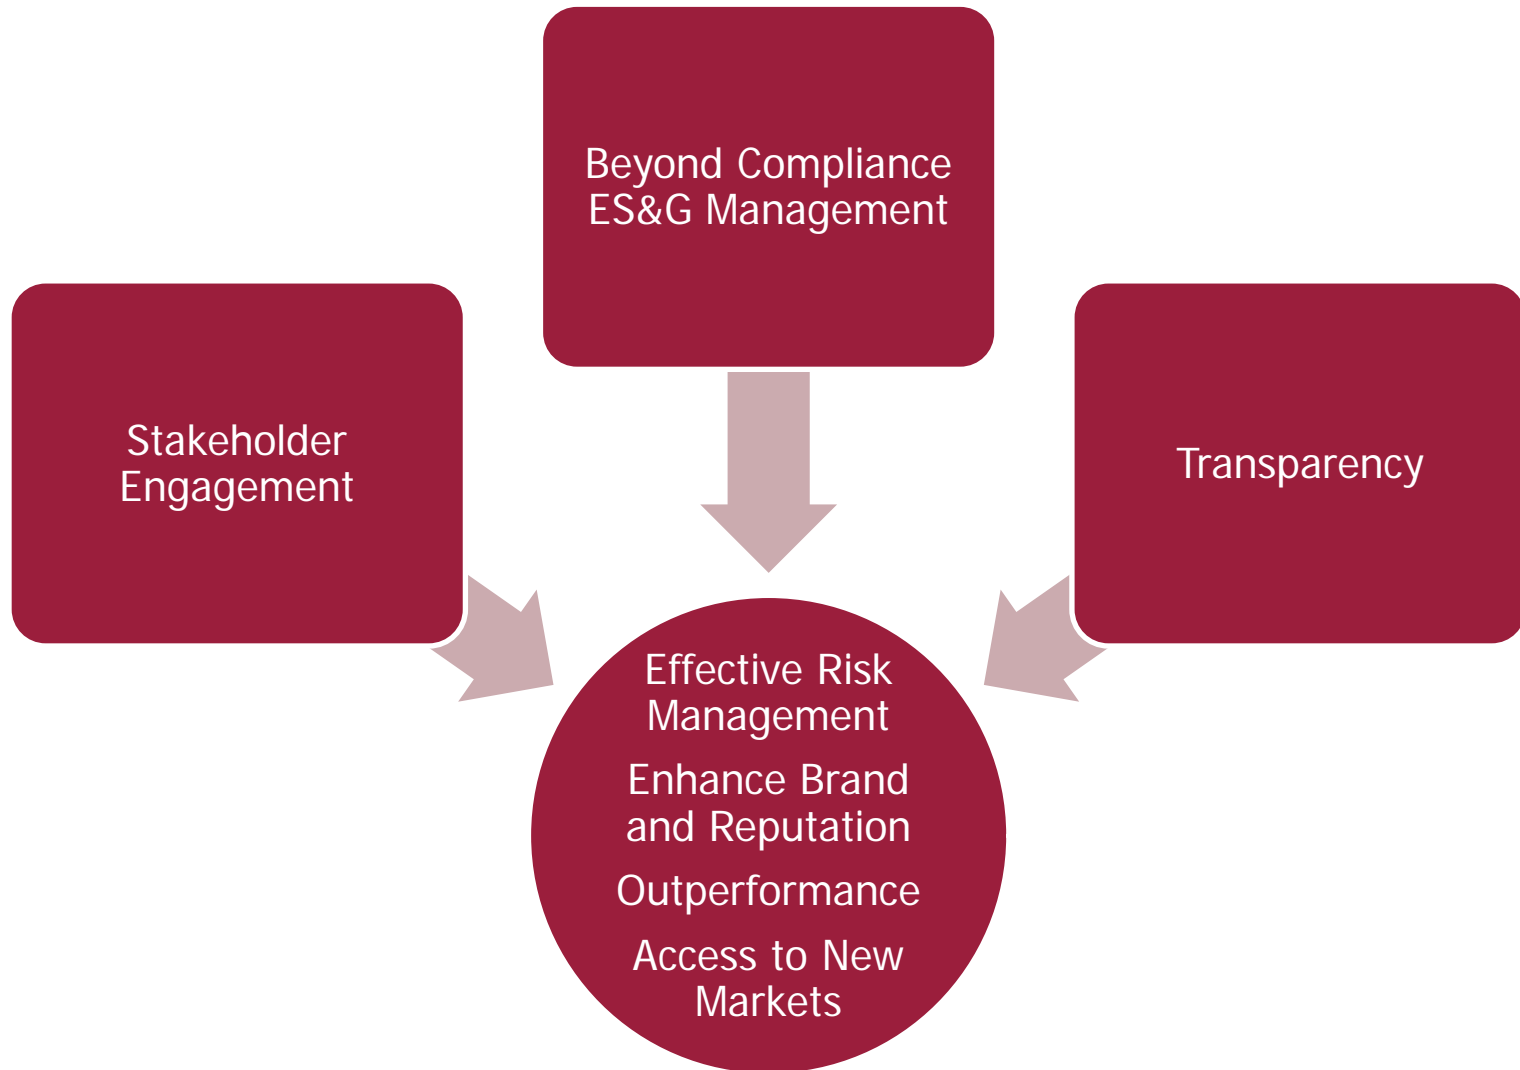 Beyond Compliance
ES&G Management
Stakeholder
Engagement
Transparency
Effective Risk
Management
Enhance Brand
and Reputation
Outperformance
Access to New
Markets